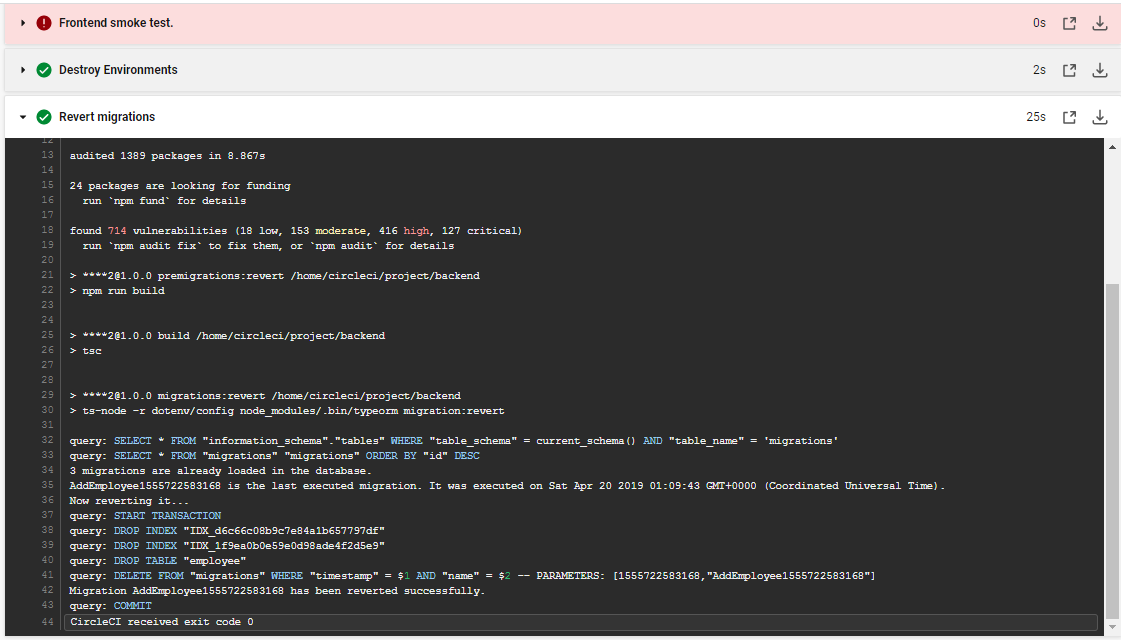 Frontend smoke test. 0s
Destroy Environments 2s
Revert migrations 25s
12
13 audited 1389 packages in 8.867s
14
15 24 packages are looking for funding
16 run `npm fund` for details
17
18 found 714 vulnerabilities (18 low, 153 moderate, 416 high, 127 critical)
19 run `npm audit fix` to fix them, or `npm audit` for details
20
21 > ****2@1.0.0 premigrations:revert /home/circleci/project/backend
22 > npm run build
23
24
25 > ****2@1.0.0 build /home/circleci/project/backend
26 > tsc
27
28
29 > ****2@1.0.0 migrations:revert /home/circleci/project/backend
30 > ts-node -r dotenv/config node_modules/.bin/typeorm migration:revert
31
32 query: SELECT * FROM "information_schema"."tables" WHERE "table_schema" = current_schema() AND "table_name" = 'migrations'
33 query: SELECT * FROM "migrations" "migrations" ORDER BY "id" DESC
34 3 migrations are already loaded in the database.
35 AddEmployee1555722583168 is the last executed migration. It was executed on Sat Apr 20 2019 01:09:43 GMT+0000 (Coordinated Universal Time).
36 Now reverting it...
37 query: START TRANSACTION
38 query: DROP INDEX "IDX_d6c66c08b9c7e84a1b657797df"
39 query: DROP INDEX "IDX_1f9ea0b0e59e0d98ade4f2d5e9"
40 query: DROP TABLE "employee"
41 query: DELETE FROM "migrations" WHERE "timestamp" = $1 AND "name" = $2 -- PARAMETERS: [1555722583168,"AddEmployee1555722583168"]
42 Migration AddEmployee1555722583168 has been reverted successfully.
43 query: COMMIT
44 CircleCI received exit code 0